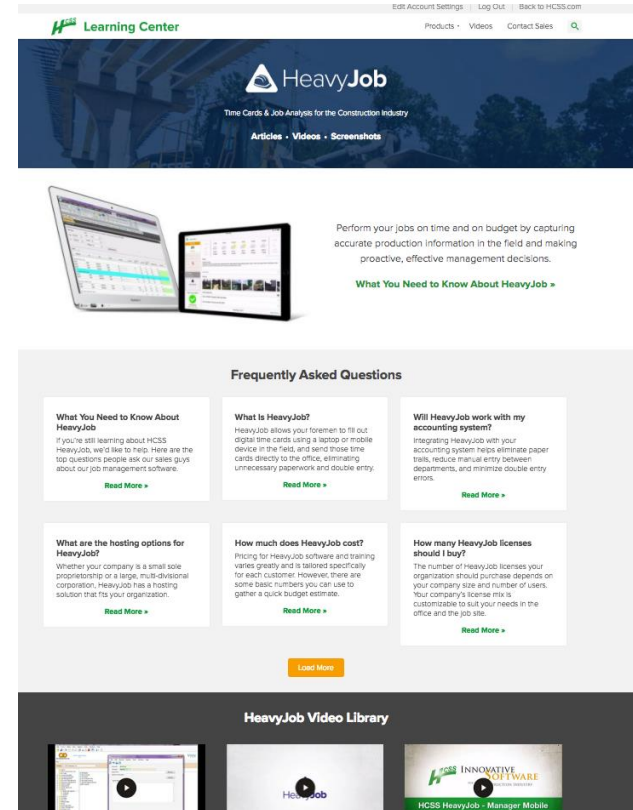 Edit Account Settings | Log Out | Back to HCSS.com
HCSS Learning Center
Products Videos Contact Sales
HeavyJob
Time Cards & Job Analysis for the Construction Industry
Articles • Videos • Screenshots
Perform your jobs on time and on budget by capturing
accurate production information in the field and making
proactive, effective management decisions.
What You Need to Know About HeavyJob »
Frequently Asked Questions
What You Need to Know About
HeavyJob
If you're still learning about HCSS
HeavyJob, we'd like to help. Here are the
top questions people ask our sales guys
about our job management software.
Read More »
What Is HeavyJob?
HeavyJob allows your foremen to fill out
digital time cards using a laptop or mobile
device in the field, and send those time
cards directly to the office, eliminating
unnecessary paperwork and double entry.
Read More »
Will HeavyJob work with my
accounting system?
Integrating HeavyJob with your
accounting system helps eliminate paper
trails, reduce manual entry between
departments, and minimize double entry
errors.
Read More »
What are the hosting options for
HeavyJob?
Whether your company is a small sole
proprietorship or a large, multi-divisional
corporation, HeavyJob has a hosting
solution that fits your organization.
Read More »
How much does HeavyJob cost?
Pricing for HeavyJob software and training
varies greatly and is tailored specifically
for each customer. However, there are
some basic numbers you can use to
gather a quick budget estimate.
Read More »
How many HeavyJob licenses
should I buy?
The number of HeavyJob licenses your
organization should purchase depends on
your company size and number of users.
Your company's license mix is
customizable to suit your needs in the
office and the job site.
Read More »
Load More
HeavyJob Video Library
HeavyJob
HCSS INNOVATIVE
SOFTWARE
HCSS HeavyJob - Manager Mobile